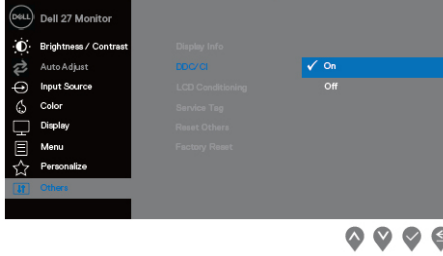 DELL Dell 27 Monitor
Brightness / Contrast Display Info
Auto Adjust DDC/CI ✓ On
Input Source LCD Conditioning Off
Color Service Tag
Display Reset Others
Menu Factory Reset
Personalize
Others